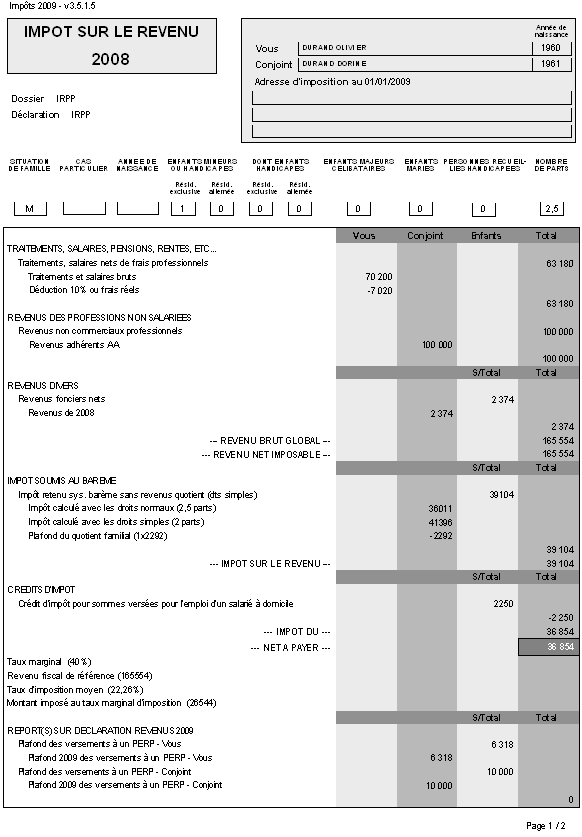 Impôts 2009 - v3.5.1.5
IMPOT SUR LE REVENU
2008
Dossier IRPP
Déclaration IRPP
Année de naissance
Vous DURAND OLIVIER 1960
Conjoint DURAND DORINE 1961
Adresse d'imposition au 01/01/2009
SITUATION DE FAMILLE
CAS PARTICULIER
ANNEE DE NAISSANCE
ENFANTS MINEURS OU HANDICAPES
DONT ENFANTS HANDICAPES
ENFANTS MAJEURS CELIBATAIRES
ENFANTS MARIES
PERSONNES RECUEIL-LIES HANDICAPEES
NOMBRE DE PARTS
Résid. exclusive Résid. alternée Résid. exclusive Résid. alternée
M 1 0 0 0 0 0 0 2,5
Vous Conjoint Enfants Total
TRAITEMENTS, SALAIRES, PENSIONS, RENTES, ETC...
Traitements, salaires nets de frais professionnels 63 180
Traitements et salaires bruts 70 200
Déduction 10% ou frais réels -7 020
63 180
REVENUS DES PROFESSIONS NON SALARIEES
Revenus non commerciaux professionnels 100 000
Revenus adhérents AA 100 000
100 000
S/Total Total
REVENUS DIVERS
Revenus fonciers nets 2 374
Revenus de 2008 2 374
2 374
--- REVENU BRUT GLOBAL --- 165 554
--- REVENU NET IMPOSABLE --- 165 554
S/Total Total
IMPOT SOUMIS AU BAREME
Impôt retenu sys. barème sans revenus quotient (dts simples) 39104
Impôt calculé avec les droits normaux (2,5 parts) 36011
Impôt calculé avec les droits simples (2 parts) 41396
Plafond du quotient familial (1x2292) -2292
39 104
--- IMPOT SUR LE REVENU --- 39 104
S/Total Total
CREDITS D'IMPOT
Crédit d'impôt pour sommes versées pour l'emploi d'un salarié à domicile 2250
-2 250
--- IMPOT DU --- 36 854
--- NET A PAYER --- 36 854
Taux marginal (40%)
Revenu fiscal de référence (165554)
Taux d'imposition moyen (22,26%)
Montant imposé au taux marginal d'imposition (26544)
S/Total Total
REPORT(S) SUR DECLARATION REVENUS 2009
Plafond des versements à un PERP - Vous 6 318
Plafond 2009 des versements à un PERP - Vous 6 318
Plafond des versements à un PERP - Conjoint 10 000
Plafond 2009 des versements à un PERP - Conjoint 10 000
0
Page 1 / 2